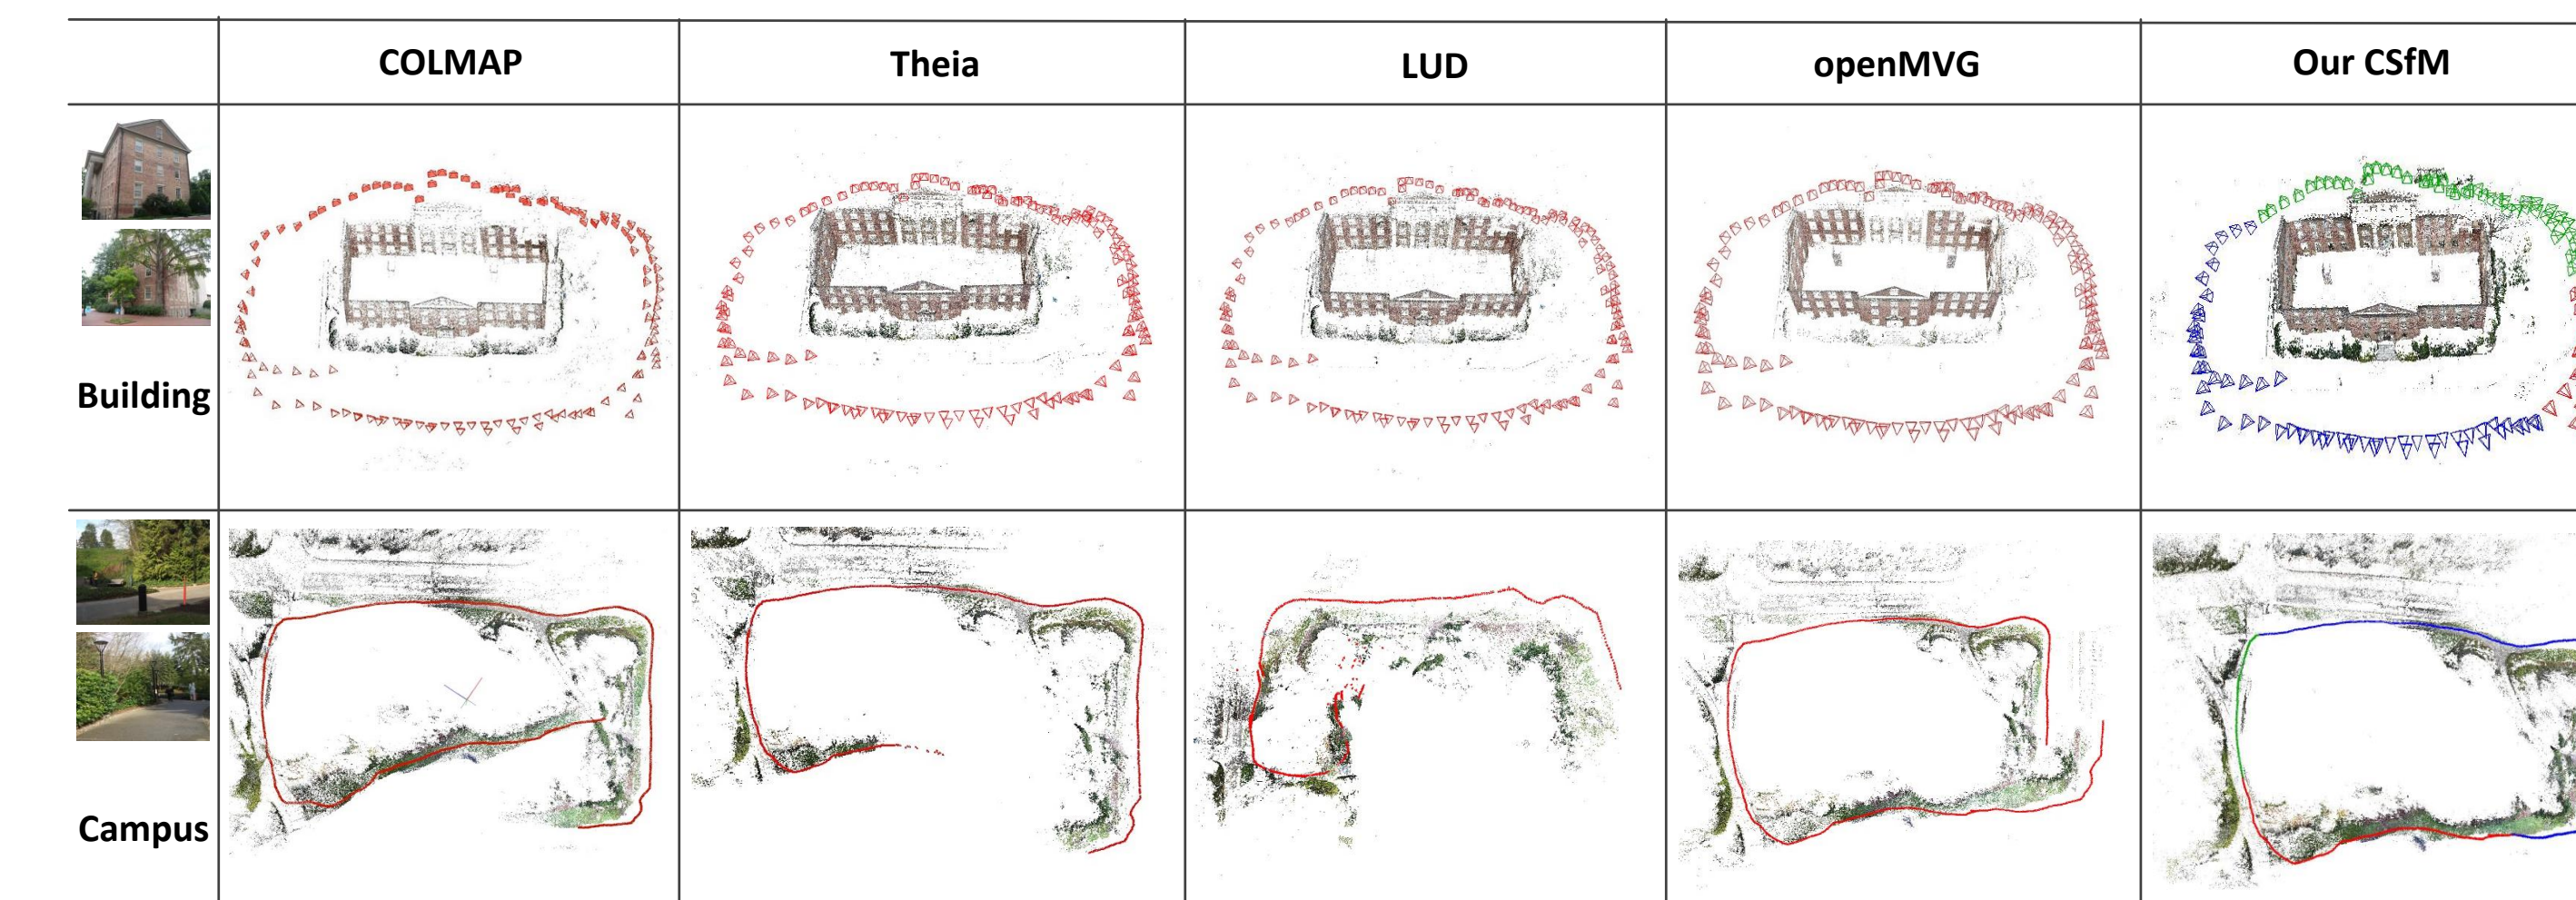 COLMAP
Theia
LUD
openMVG
Our CSfM
Building
Campus